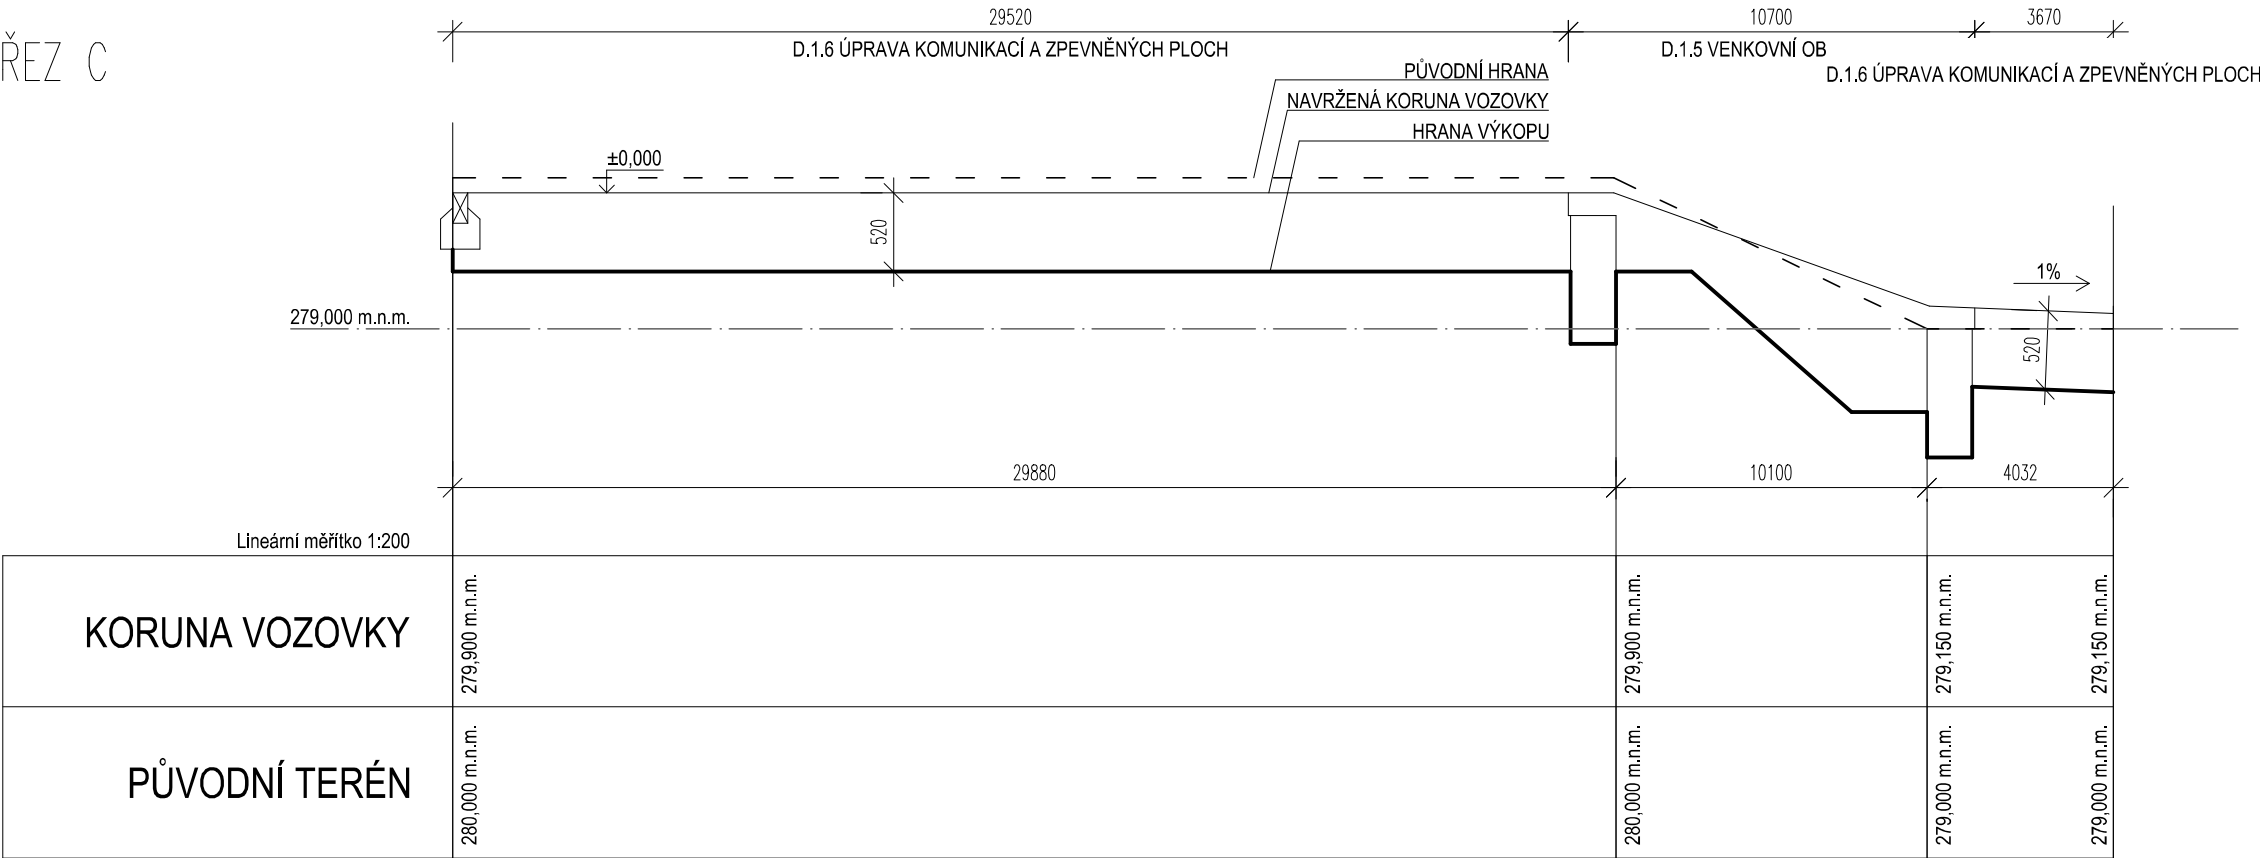 ŘEZ C
29520
10700
3670
D.1.6 ÚPRAVA KOMUNIKACÍ A ZPEVNĚNÝCH PLOCH
D.1.5 VENKOVNÍ OB
D.1.6 ÚPRAVA KOMUNIKACÍ A ZPEVNĚNÝCH PLOCH
PŮVODNÍ HRANA
NAVRŽENÁ KORUNA VOZOVKY
HRANA VÝKOPU
±0,000
520
1%
279,000 m.n.m.
520
29880
10100
4032
Lineární měřítko 1:200
KORUNA VOZOVKY
279,900 m.n.m.
279,900 m.n.m.
279,150 m.n.m.
279,150 m.n.m.
PŮVODNÍ TERÉN
280,000 m.n.m.
280,000 m.n.m.
279,000 m.n.m.
279,000 m.n.m.